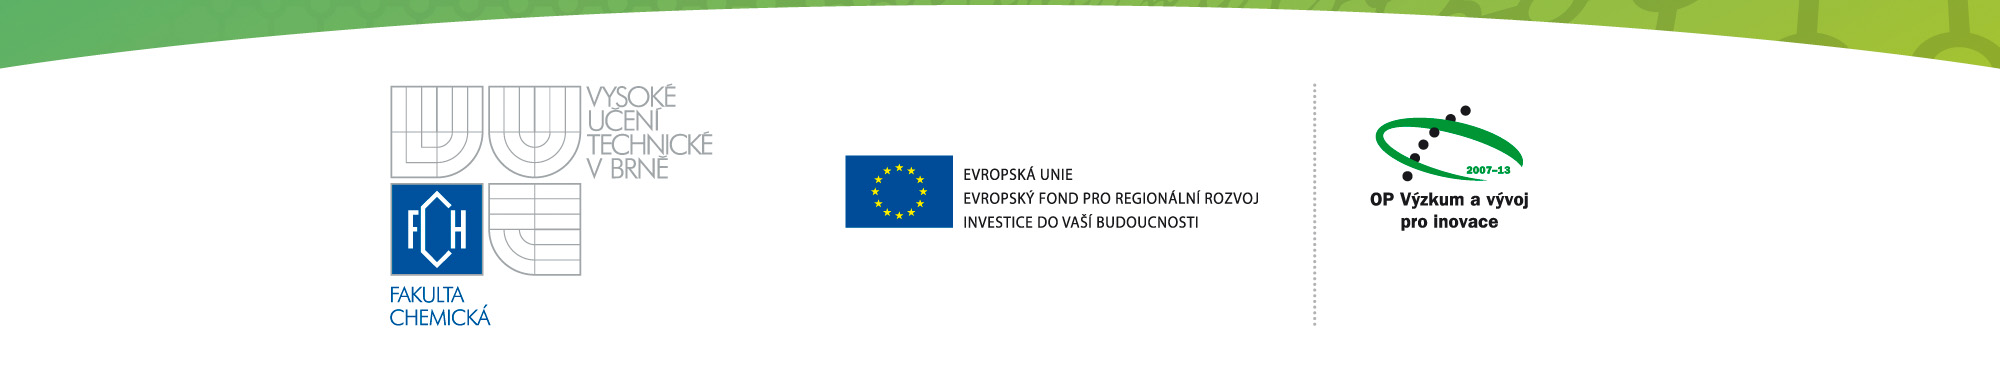 VYSOKÉ
UČENÍ
TECHNICKÉ
V BRNĚ
FCH
FAKULTA
CHEMICKÁ
EVROPSKÁ UNIE
EVROPSKÝ FOND PRO REGIONÁLNÍ ROZVOJ
INVESTICE DO VAŠÍ BUDOUCNOSTI
2007–13
OP Výzkum a vývoj
pro inovace